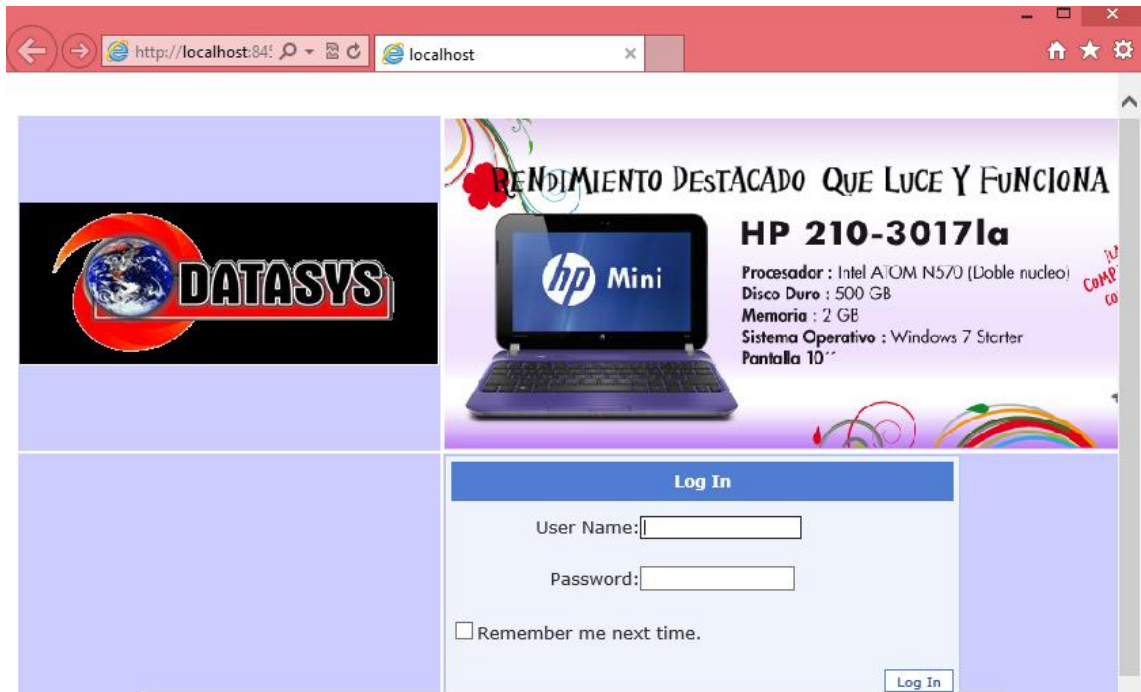 http://localhost:84
localhost
RENDIMIENTO DESTACADO QUE LUCE Y FUNCIONA
HP 210-3017la
Procesador : Intel ATOM N570 (Doble nucleo)
Disco Duro : 500 GB
Memoria : 2 GB
Sistema Operativo : Windows 7 Starter
Pantalla 10´´
hp Mini
DATASYS
Log In
User Name:
Password:
Remember me next time.
Log In